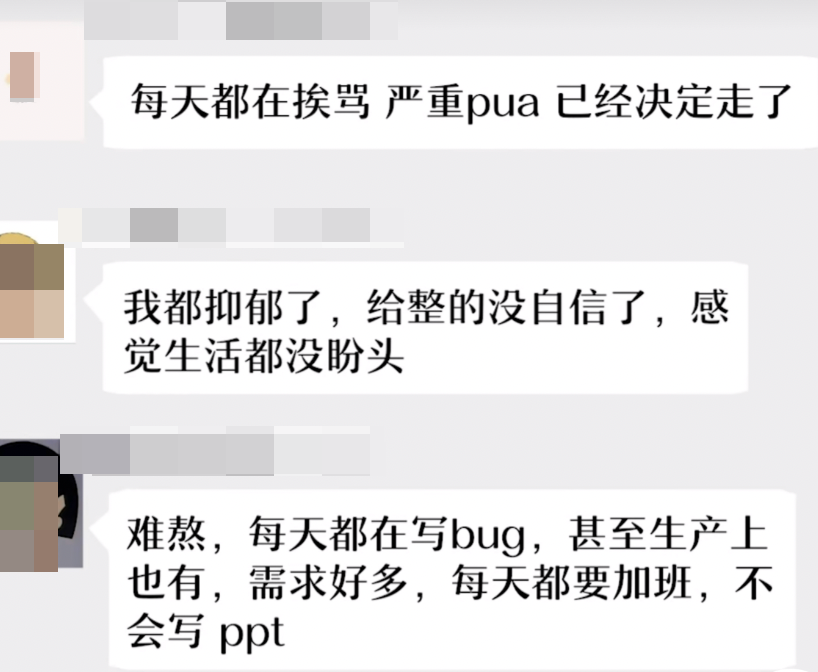 每天都在挨骂 严重pua 已经决定走了
我都抑郁了，给整的没自信了，感
觉生活都没盼头
难熬，每天都在写bug，甚至生产上
也有，需求好多，每天都要加班，不
会写 ppt